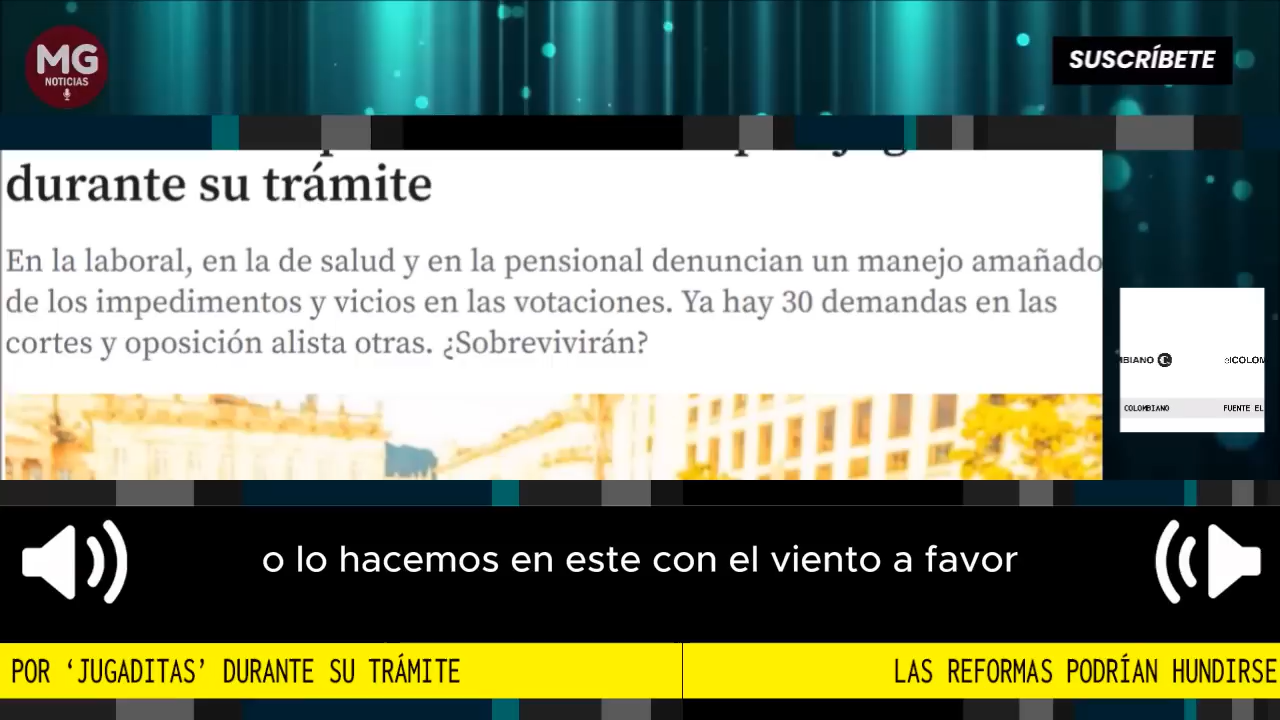 MG
NOTICIAS
SUSCRÍBETE
durante su trámite
En la laboral, en la de salud y en la pensional denuncian un manejo amañado
de los impedimentos y vicios en las votaciones. Ya hay 30 demandas en las
cortes y oposición alista otras. ¿Sobrevivirán?
MBIANO C elCOLOM
COLOMBIANO FUENTE EL
o lo hacemos en este con el viento a favor
POR ‘JUGADITAS’ DURANTE SU TRÁMITE LAS REFORMAS PODRÍAN HUNDIRSE